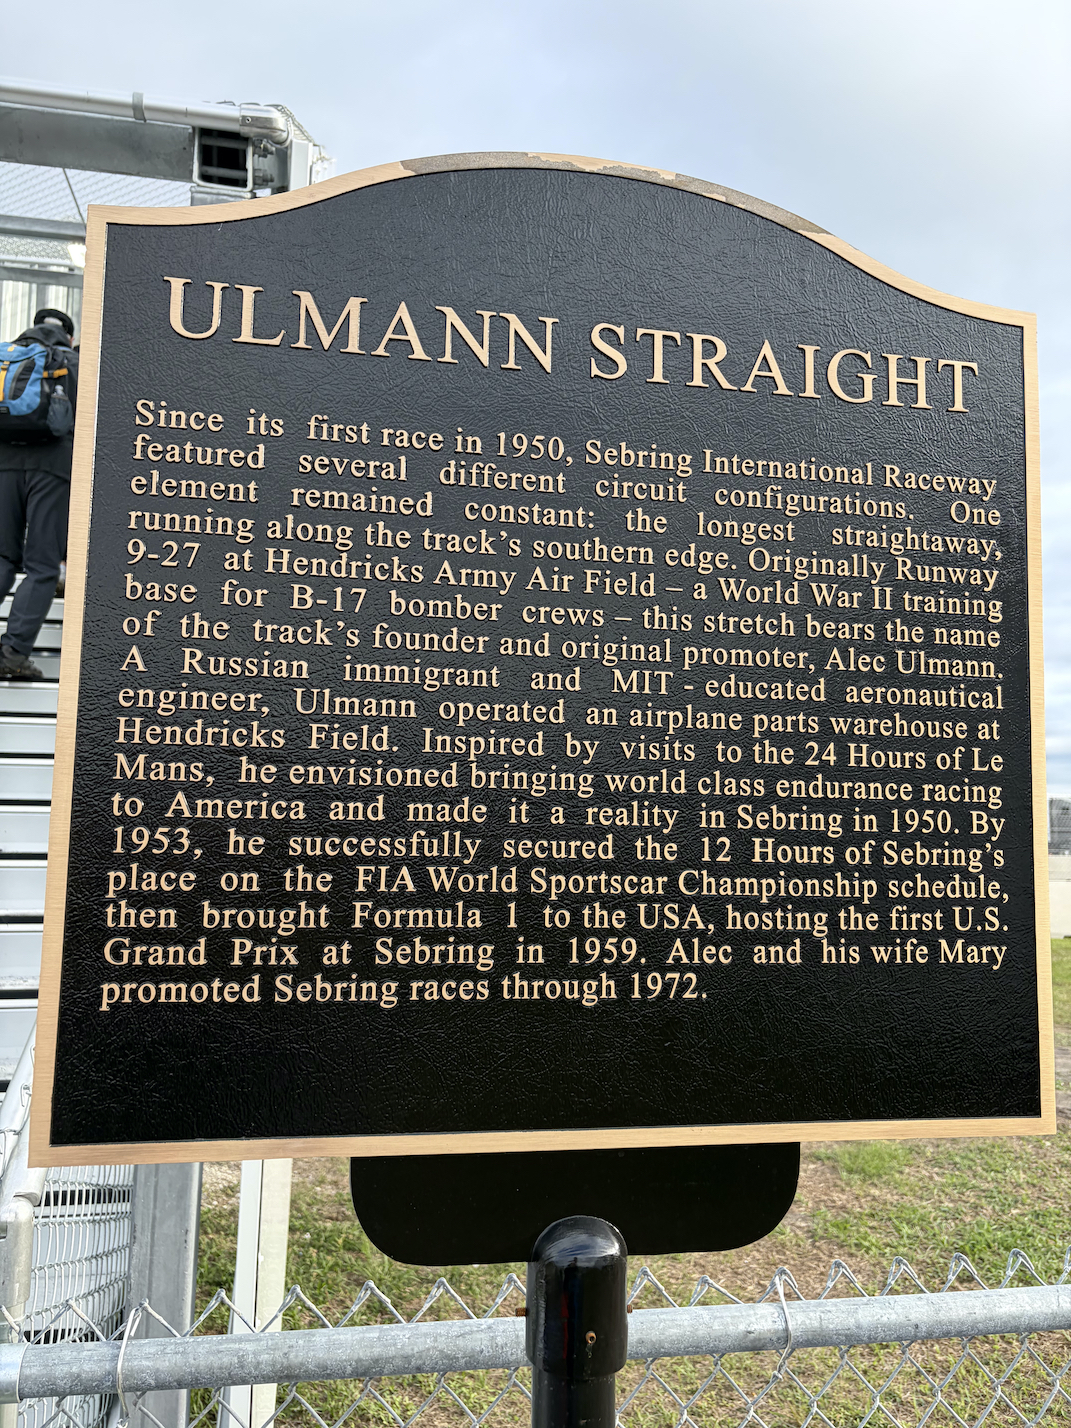 ULMANN STRAIGHT
Since its first race in 1950, Sebring International Raceway
featured several different circuit configurations. One
element remained constant: the longest straightaway,
running along the track's southern edge. Originally Runway
9-27 at Hendricks Army Air Field – a World War II training
base for B-17 bomber crews – this stretch bears the name
of the track's founder and original promoter, Alec Ulmann.
A Russian immigrant and MIT - educated aeronautical
engineer, Ulmann operated an airplane parts warehouse at
Hendricks Field. Inspired by visits to the 24 Hours of Le
Mans, he envisioned bringing world class endurance racing
to America and made it a reality in Sebring in 1950. By
1953, he successfully secured the 12 Hours of Sebring's
place on the FIA World Sportscar Championship schedule,
then brought Formula 1 to the USA, hosting the first U.S.
Grand Prix at Sebring in 1959. Alec and his wife Mary
promoted Sebring races through 1972.